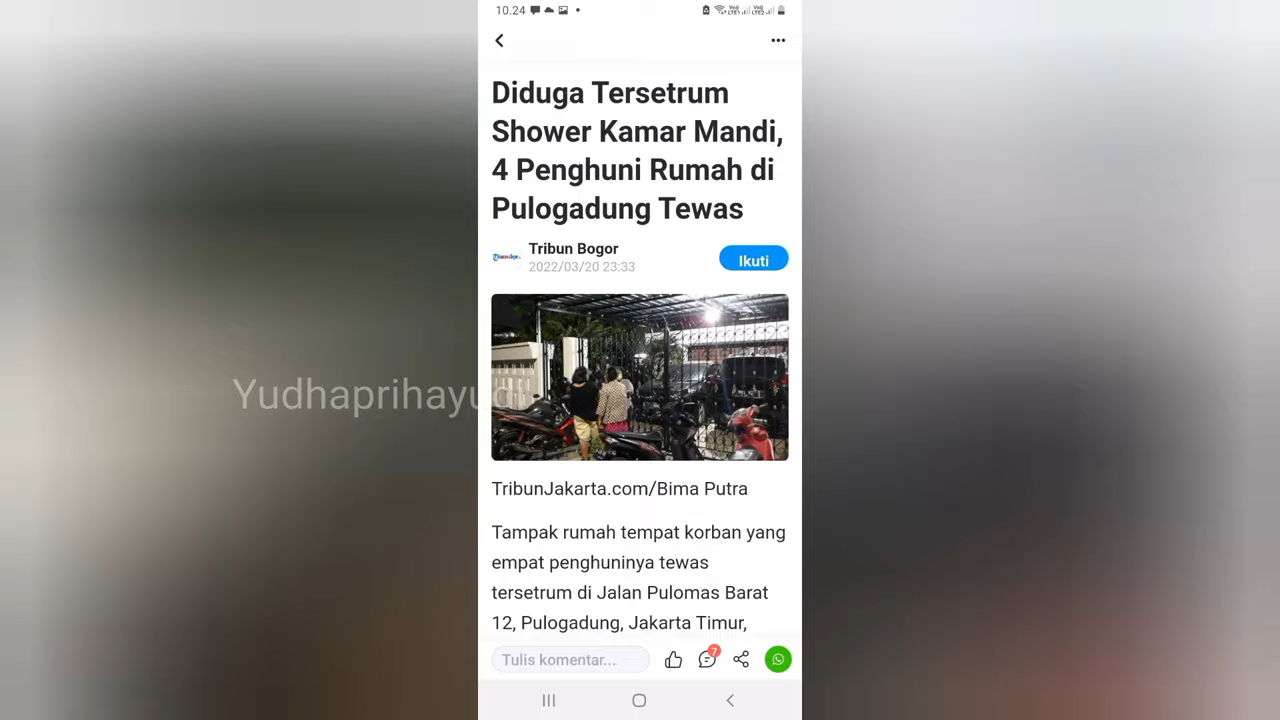 10.24
Diduga Tersetrum
Shower Kamar Mandi,
4 Penghuni Rumah di
Pulogadung Tewas
Tribun Bogor
2022/03/20 23:33
Ikuti
Yudhaprihayudi
TribunJakarta.com/Bima Putra
Tampak rumah tempat korban yang
empat penghuninya tewas
tersetrum di Jalan Pulomas Barat
12, Pulogadung, Jakarta Timur,
Tulis komentar...
7